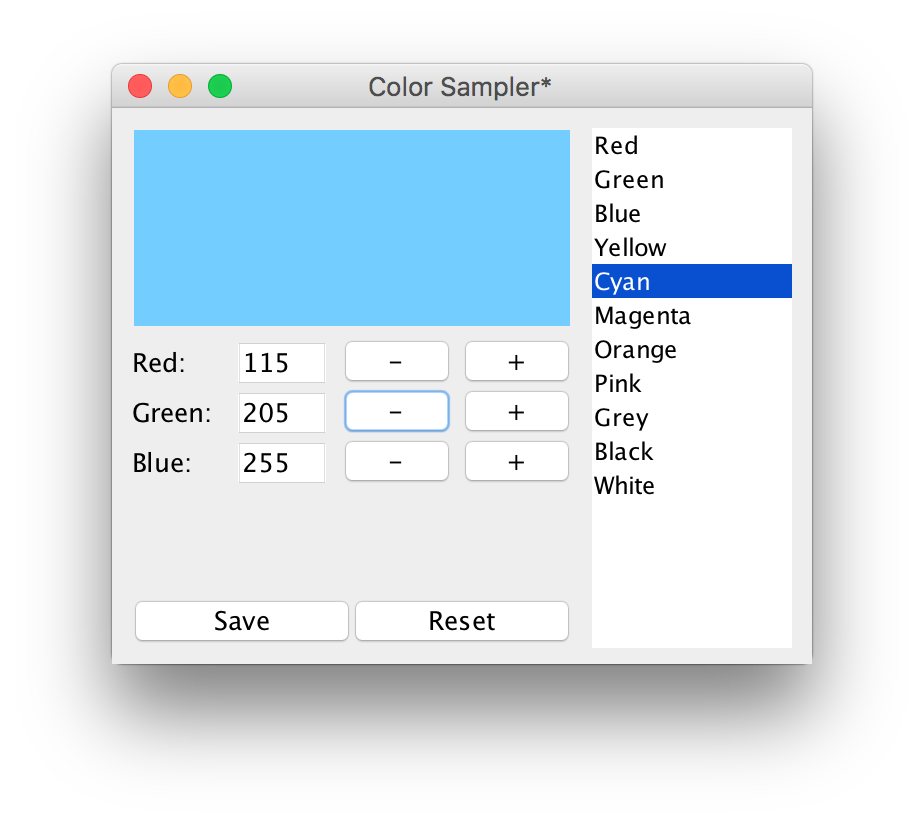 Color Sampler*
Red: 115 - +
Green: 205 - +
Blue: 255 - +
Save Reset
Red
Green
Blue
Yellow
Cyan
Magenta
Orange
Pink
Grey
Black
White